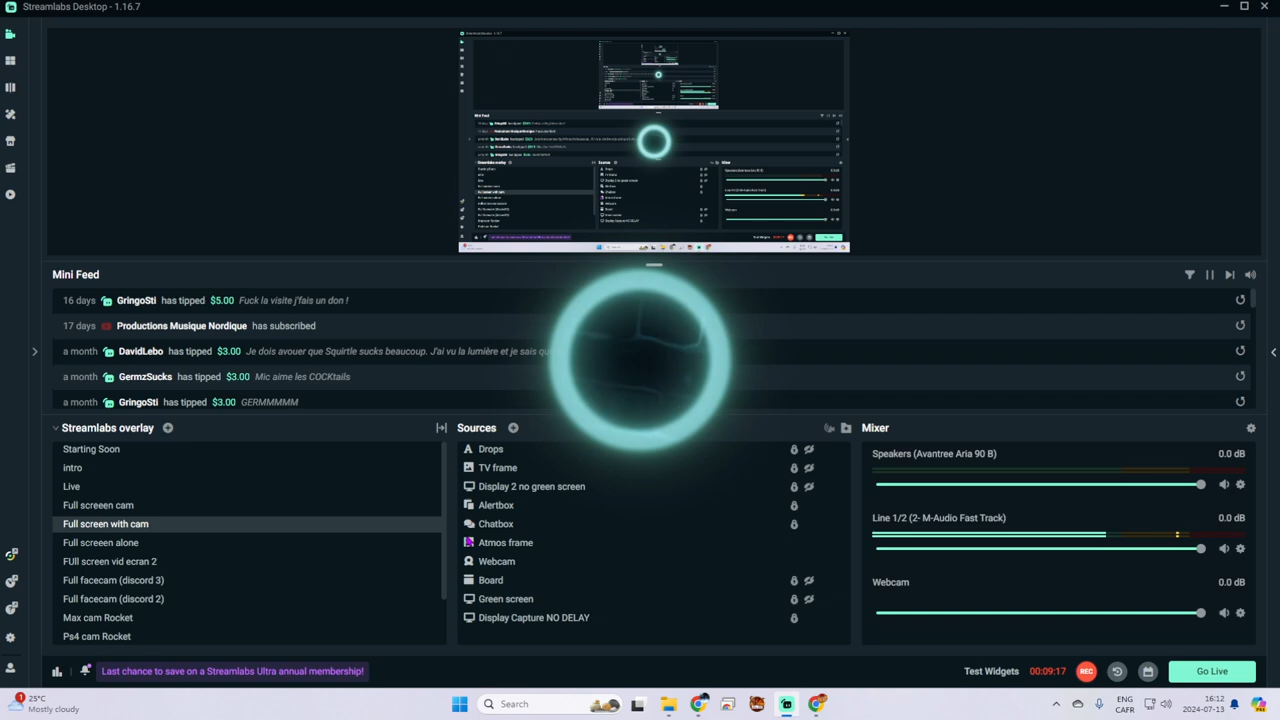 Streamlabs Desktop - 1.16.7
Mini Feed
16 days GringoSti has tipped $5.00 Fuck la visite j'fais un don !
17 days Productions Musique Nordique has subscribed
a month DavidLebo has tipped $3.00 Je dois avouer que Squirtle sucks beaucoup. J'ai vu la lumière et je sais qu
a month GermzSucks has tipped $3.00 Mic aime les COCKtails
a month GringoSti has tipped $3.00 GERMMMMM
Streamlabs overlay
Starting Soon
intro
Live
Full screeen cam
Full screen with cam
Full screeen alone
FUll screen vid ecran 2
Full facecam (discord 3)
Full facecam (discord 2)
Max cam Rocket
Ps4 cam Rocket
Sources
Drops
TV frame
Display 2 no green screen
Alertbox
Chatbox
Atmos frame
Webcam
Board
Green screen
Display Capture NO DELAY
Mixer
Speakers (Avantree Aria 90 B) 0.0 dB
Line 1/2 (2- M-Audio Fast Track) 0.0 dB
Webcam 0.0 dB
Last chance to save on a Streamlabs Ultra annual membership!
Test Widgets 00:09:17 REC Go Live
1 25°C
Mostly cloudy
Search
ENG
CAFR
16:12
2024-07-13